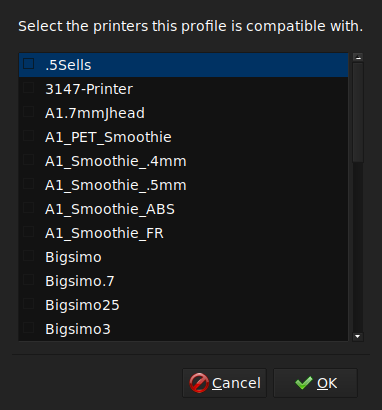 Select the printers this profile is compatible with.
.5Sells
3147-Printer
A1.7mmJhead
A1_PET_Smoothie
A1_Smoothie_.4mm
A1_Smoothie_.5mm
A1_Smoothie_ABS
A1_Smoothie_FR
Bigsimo
Bigsimo.7
Bigsimo25
Bigsimo3
Cancel OK